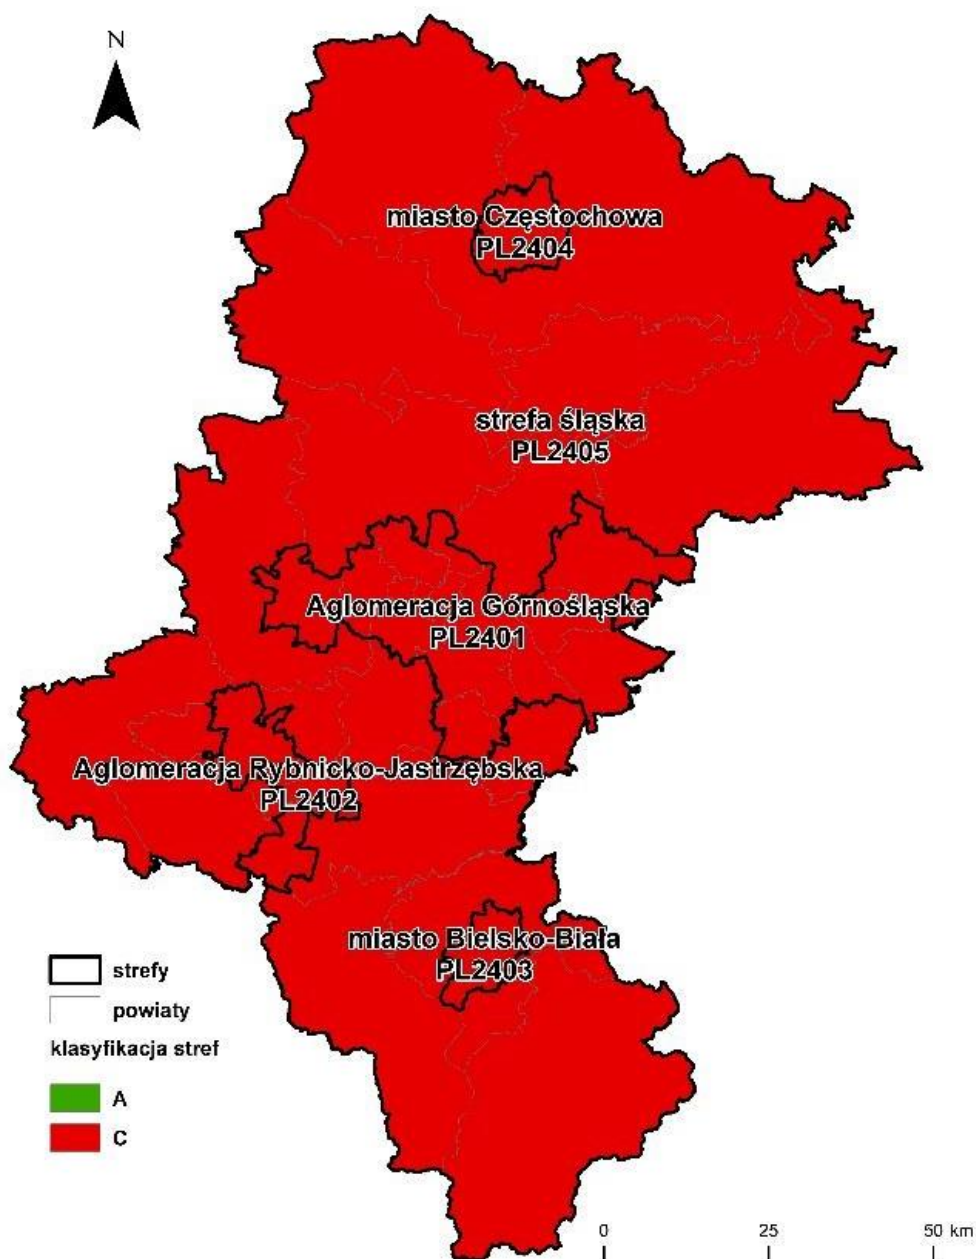 N
miasto Częstochowa
PL2404
strefa śląska
PL2405
Aglomeracja Górnośląska
PL2401
Aglomeracja Rybnicko-Jastrzębska
PL2402
miasto Bielsko-Biała
PL2403
strefy
powiaty
klasyfikacja stref
A
C
0 25 50 km